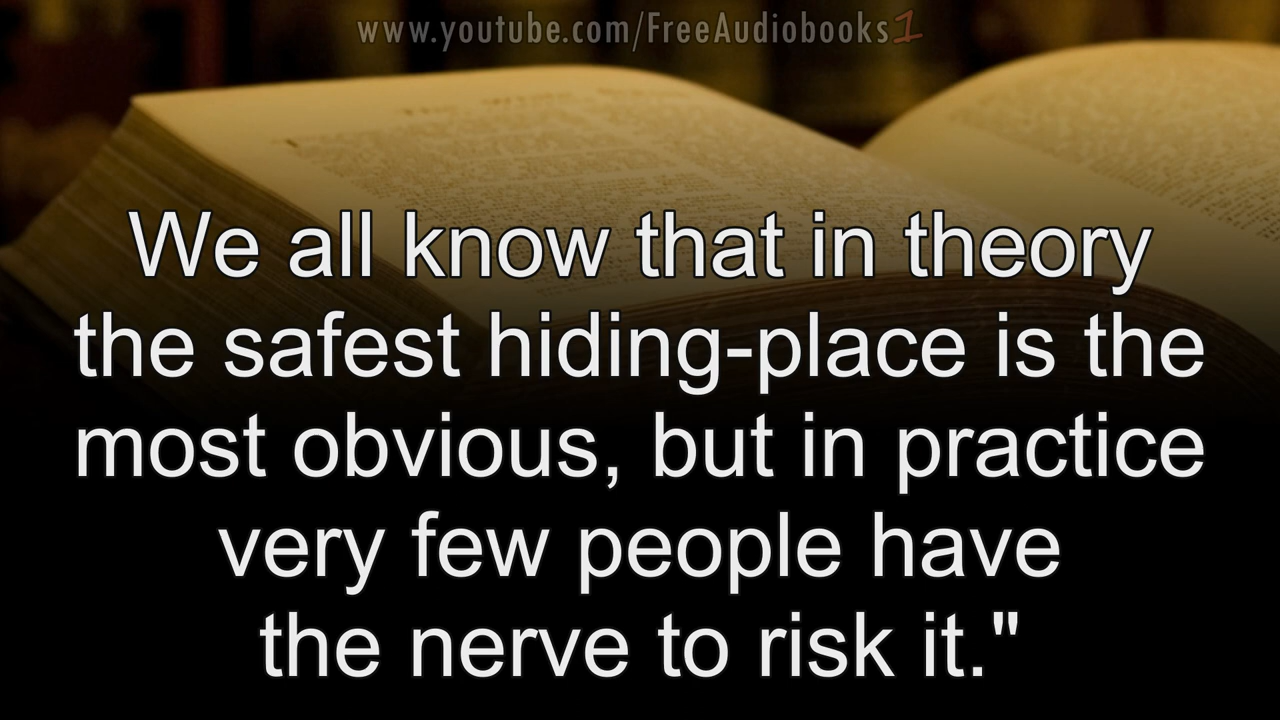 www.youtube.com/FreeAudiobooks1
We all know that in theory
the safest hiding-place is the
most obvious, but in practice
very few people have
the nerve to risk it."